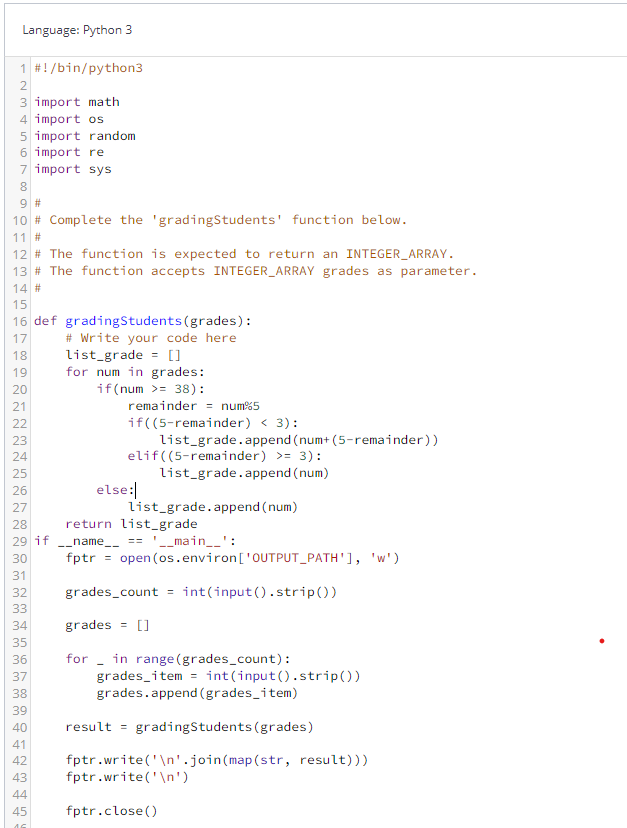 Language: Python 3
1 #!/bin/python3
2
3 import math
4 import os
5 import random
6 import re
7 import sys
8
9 #
10 # Complete the 'gradingStudents' function below.
11 #
12 # The function is expected to return an INTEGER_ARRAY.
13 # The function accepts INTEGER_ARRAY grades as parameter.
14 #
15
16 def gradingStudents(grades):
17     # Write your code here
18     list_grade = []
19     for num in grades:
20         if(num >= 38):
21             remainder = num%5
22             if((5-remainder) < 3):
23                 list_grade.append(num+(5-remainder))
24             elif((5-remainder) >= 3):
25                 list_grade.append(num)
26         else:
27             list_grade.append(num)
28     return list_grade
29 if __name__ == '__main__':
30     fptr = open(os.environ['OUTPUT_PATH'], 'w')
31
32     grades_count = int(input().strip())
33
34     grades = []
35
36     for _ in range(grades_count):
37         grades_item = int(input().strip())
38         grades.append(grades_item)
39
40     result = gradingStudents(grades)
41
42     fptr.write('\n'.join(map(str, result)))
43     fptr.write('\n')
44
45     fptr.close()
46